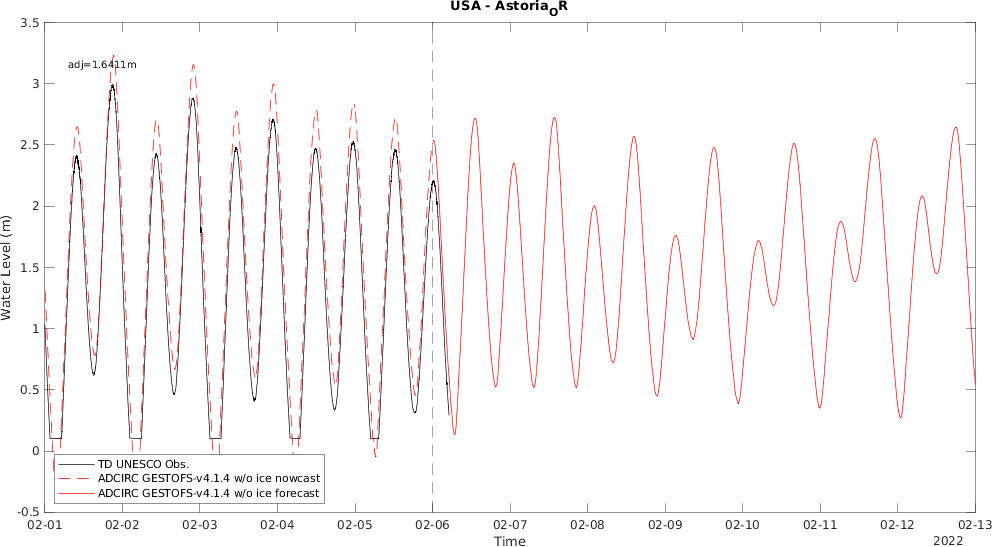 USA - Astoria_OR
adj=1.6411m
Water Level (m)
3.5
3
2.5
2
1.5
1
0.5
0
-0.5
TD UNESCO Obs.
ADCIRC GESTOFS-v4.1.4 w/o ice nowcast
ADCIRC GESTOFS-v4.1.4 w/o ice forecast
02-01 02-02 02-03 02-04 02-05 02-06 02-07 02-08 02-09 02-10 02-11 02-12 02-13
Time
2022